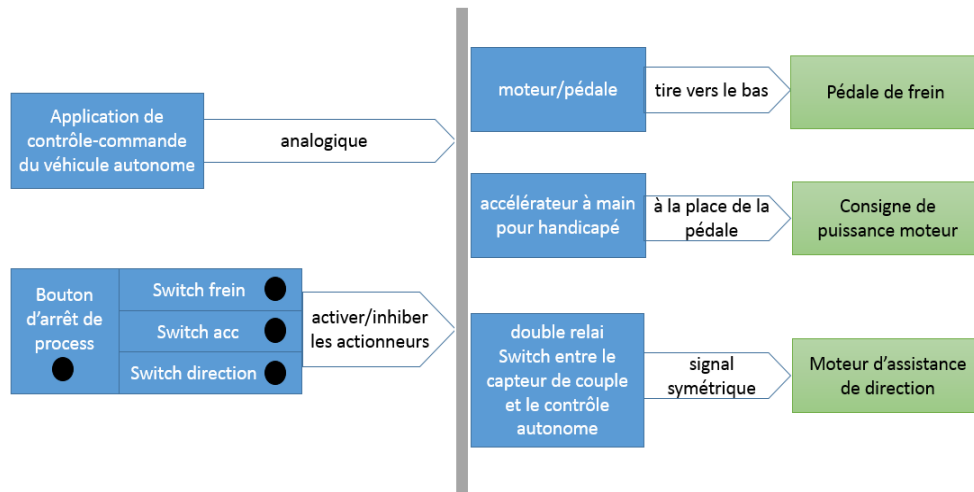 Application de
contrôle-commande
du véhicule autonome
analogique
Bouton
d'arrêt de
process
Switch frein
Switch acc
Switch direction
activer/inhiber
les actionneurs
moteur/pédale
tire vers le bas
Pédale de frein
accélérateur à main
pour handicapé
à la place de la
pédale
Consigne de
puissance moteur
double relai
Switch entre le
capteur de couple
et le contrôle
autonome
signal
symétrique
Moteur d'assistance
de direction